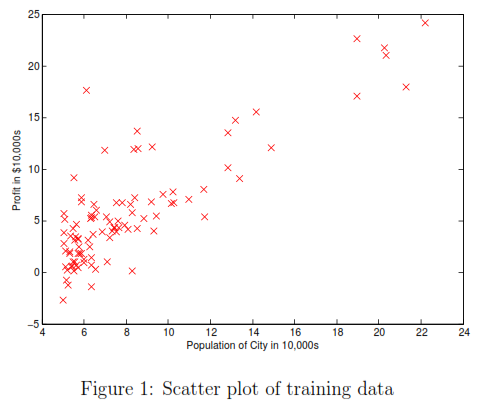 25
20
15
10
5
0
−5
4 6 8 10 12 14 16 18 20 22 24
Profit in $10,000s
Population of City in 10,000s
Figure 1: Scatter plot of training data